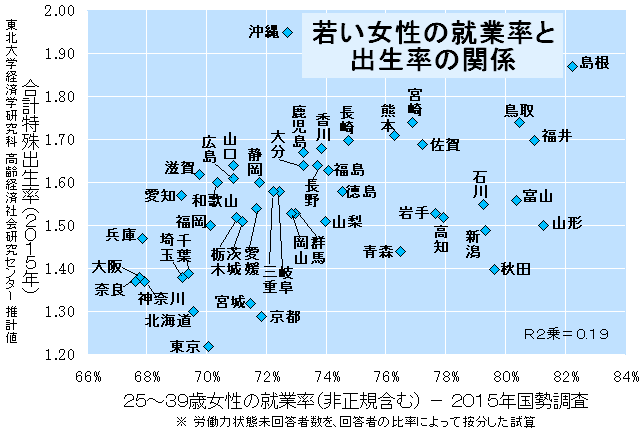 若い女性の就業率と
出生率の関係
東北大学経済学研究科 高齢経済社会研究センター 推計値
合計特殊出生率(2015年)
2.00
1.90
1.80
1.70
1.60
1.50
1.40
1.30
1.20
沖縄
島根
宮崎
熊本
鳥取
福井
佐賀
長崎
香川
鹿児島
大分
山口
広島
静岡
滋賀
長野
福島
徳島
愛知
和歌山
石川
富山
福岡
山梨
岩手
高知
新潟
山形
兵庫
埼玉
千葉
栃木
茨城
愛媛
三重
岐阜
岡山
群馬
青森
秋田
大阪
奈良
神奈川
宮城
北海道
京都
東京
R2乗=0.19
66%
68%
70%
72%
74%
76%
78%
80%
82%
84%
25~39歳女性の就業率(非正規含む) - 2015年国勢調査
※ 労働力状態未回答者数を、回答者の比率によって按分した試算